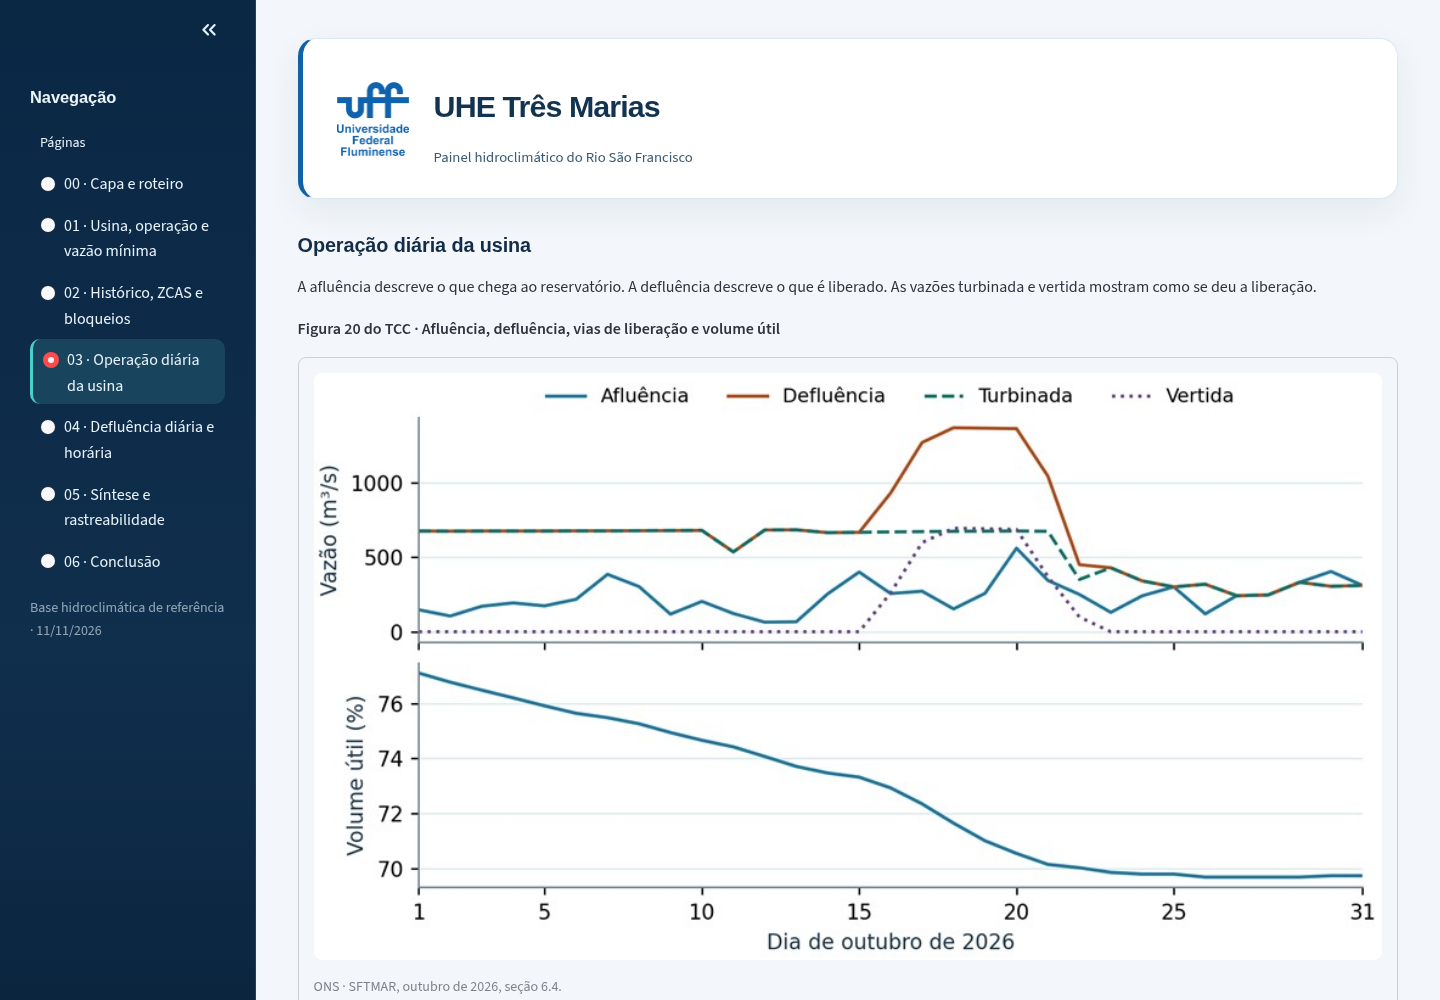 Navegação
Páginas
00 · Capa e roteiro
01 · Usina, operação e
vazão mínima
02 · Histórico, ZCAS e
bloqueios
03 · Operação diária
da usina
04 · Defluência diária e
horária
05 · Síntese e
rastreabilidade
06 · Conclusão
Base hidroclimática de referência
· 11/11/2026
uff
Universidade
Federal
Fluminense
UHE Três Marias
Painel hidroclimático do Rio São Francisco
Operação diária da usina
A afluência descreve o que chega ao reservatório. A defluência descreve o que é liberado. As vazões turbinada e vertida mostram como se deu a liberação.
Figura 20 do TCC · Afluência, defluência, vias de liberação e volume útil
Afluência Defluência Turbinada Vertida
Vazão (m³/s)
1000
500
0
Volume útil (%)
76
74
72
70
1 5 10 15 20 25 31
Dia de outubro de 2026
ONS · SFTMAR, outubro de 2026, seção 6.4.